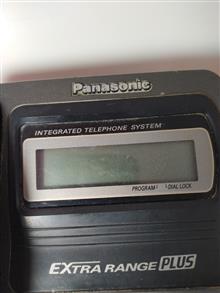 Panasonic
INTEGRATED TELEPHONE SYSTEM
PROGRAM DIAL LOCK
EXTRA RANGE PLUS